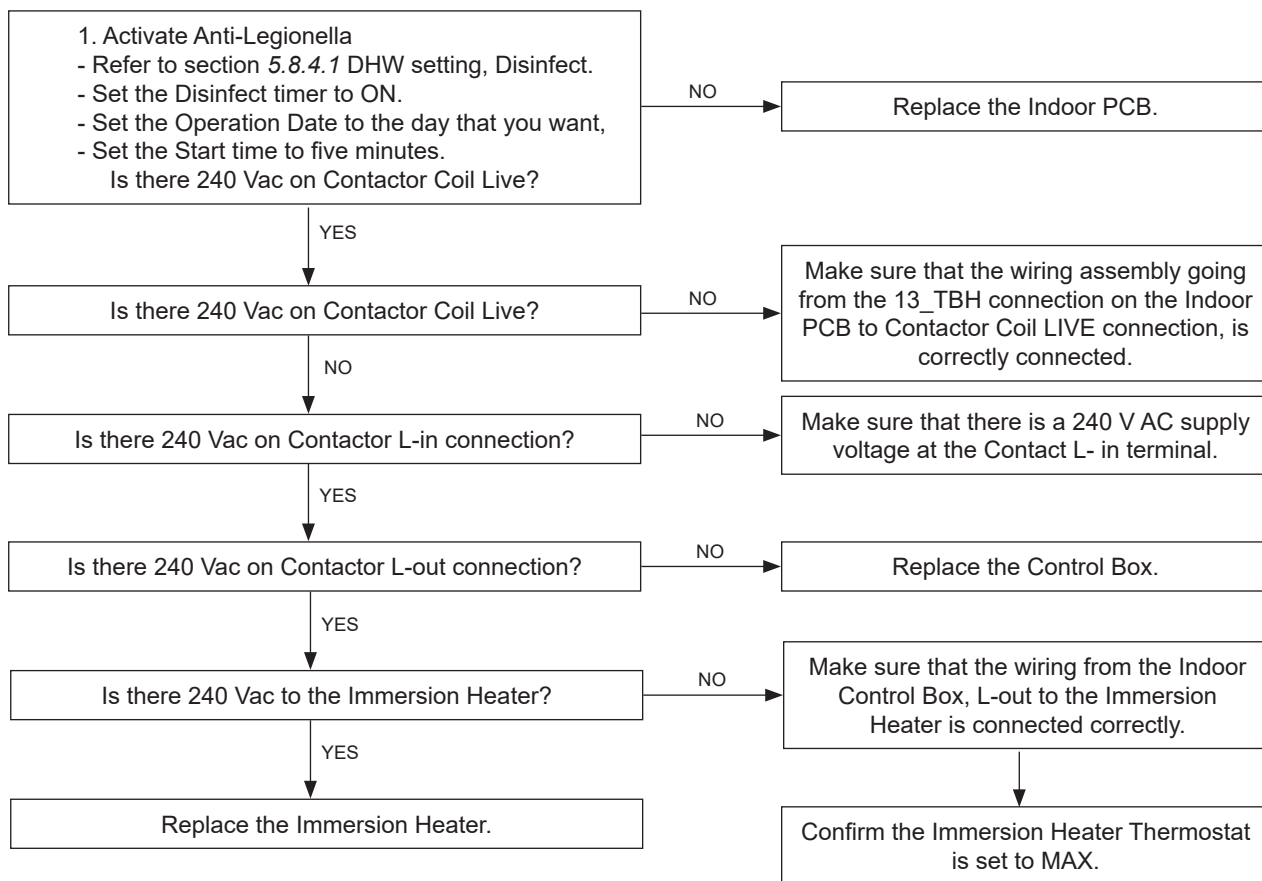 1. Activate Anti-Legionella
- Refer to section 5.8.4.1 DHW setting, Disinfect.
- Set the Disinfect timer to ON.
- Set the Operation Date to the day that you want,
- Set the Start time to five minutes.
Is there 240 Vac on Contactor Coil Live?
NO
Replace the Indoor PCB.
YES
Is there 240 Vac on Contactor Coil Live?
NO
Make sure that the wiring assembly going
from the 13_TBH connection on the Indoor
PCB to Contactor Coil LIVE connection, is
correctly connected.
NO
Is there 240 Vac on Contactor L-in connection?
NO
Make sure that there is a 240 V AC supply
voltage at the Contact L- in terminal.
YES
Is there 240 Vac on Contactor L-out connection?
NO
Replace the Control Box.
YES
Is there 240 Vac to the Immersion Heater?
NO
Make sure that the wiring from the Indoor
Control Box, L-out to the Immersion
Heater is connected correctly.
YES
Replace the Immersion Heater.
Confirm the Immersion Heater Thermostat
is set to MAX.